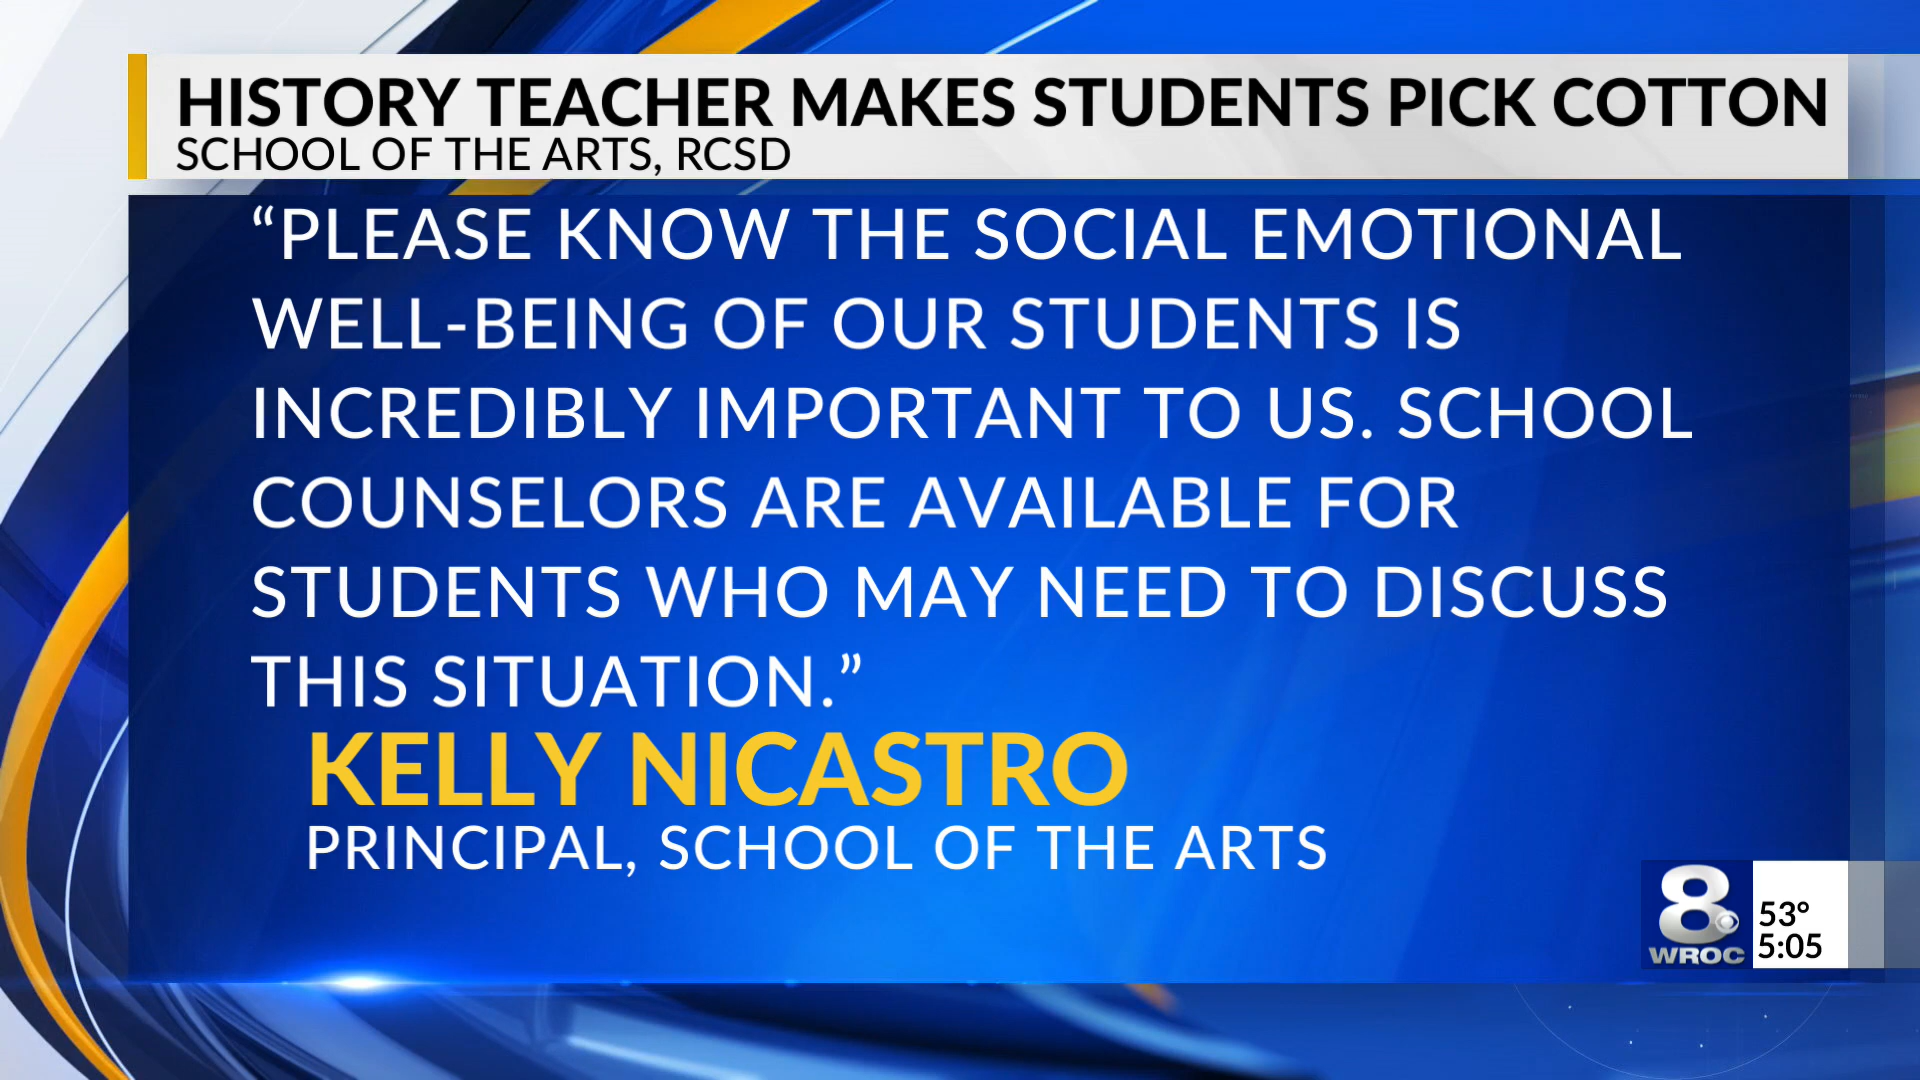 HISTORY TEACHER MAKES STUDENTS PICK COTTON
SCHOOL OF THE ARTS, RCSD
“PLEASE KNOW THE SOCIAL EMOTIONAL
WELL-BEING OF OUR STUDENTS IS
INCREDIBLY IMPORTANT TO US. SCHOOL
COUNSELORS ARE AVAILABLE FOR
STUDENTS WHO MAY NEED TO DISCUSS
THIS SITUATION.”
KELLY NICASTRO
PRINCIPAL, SCHOOL OF THE ARTS
8
WROC
53°
5:05